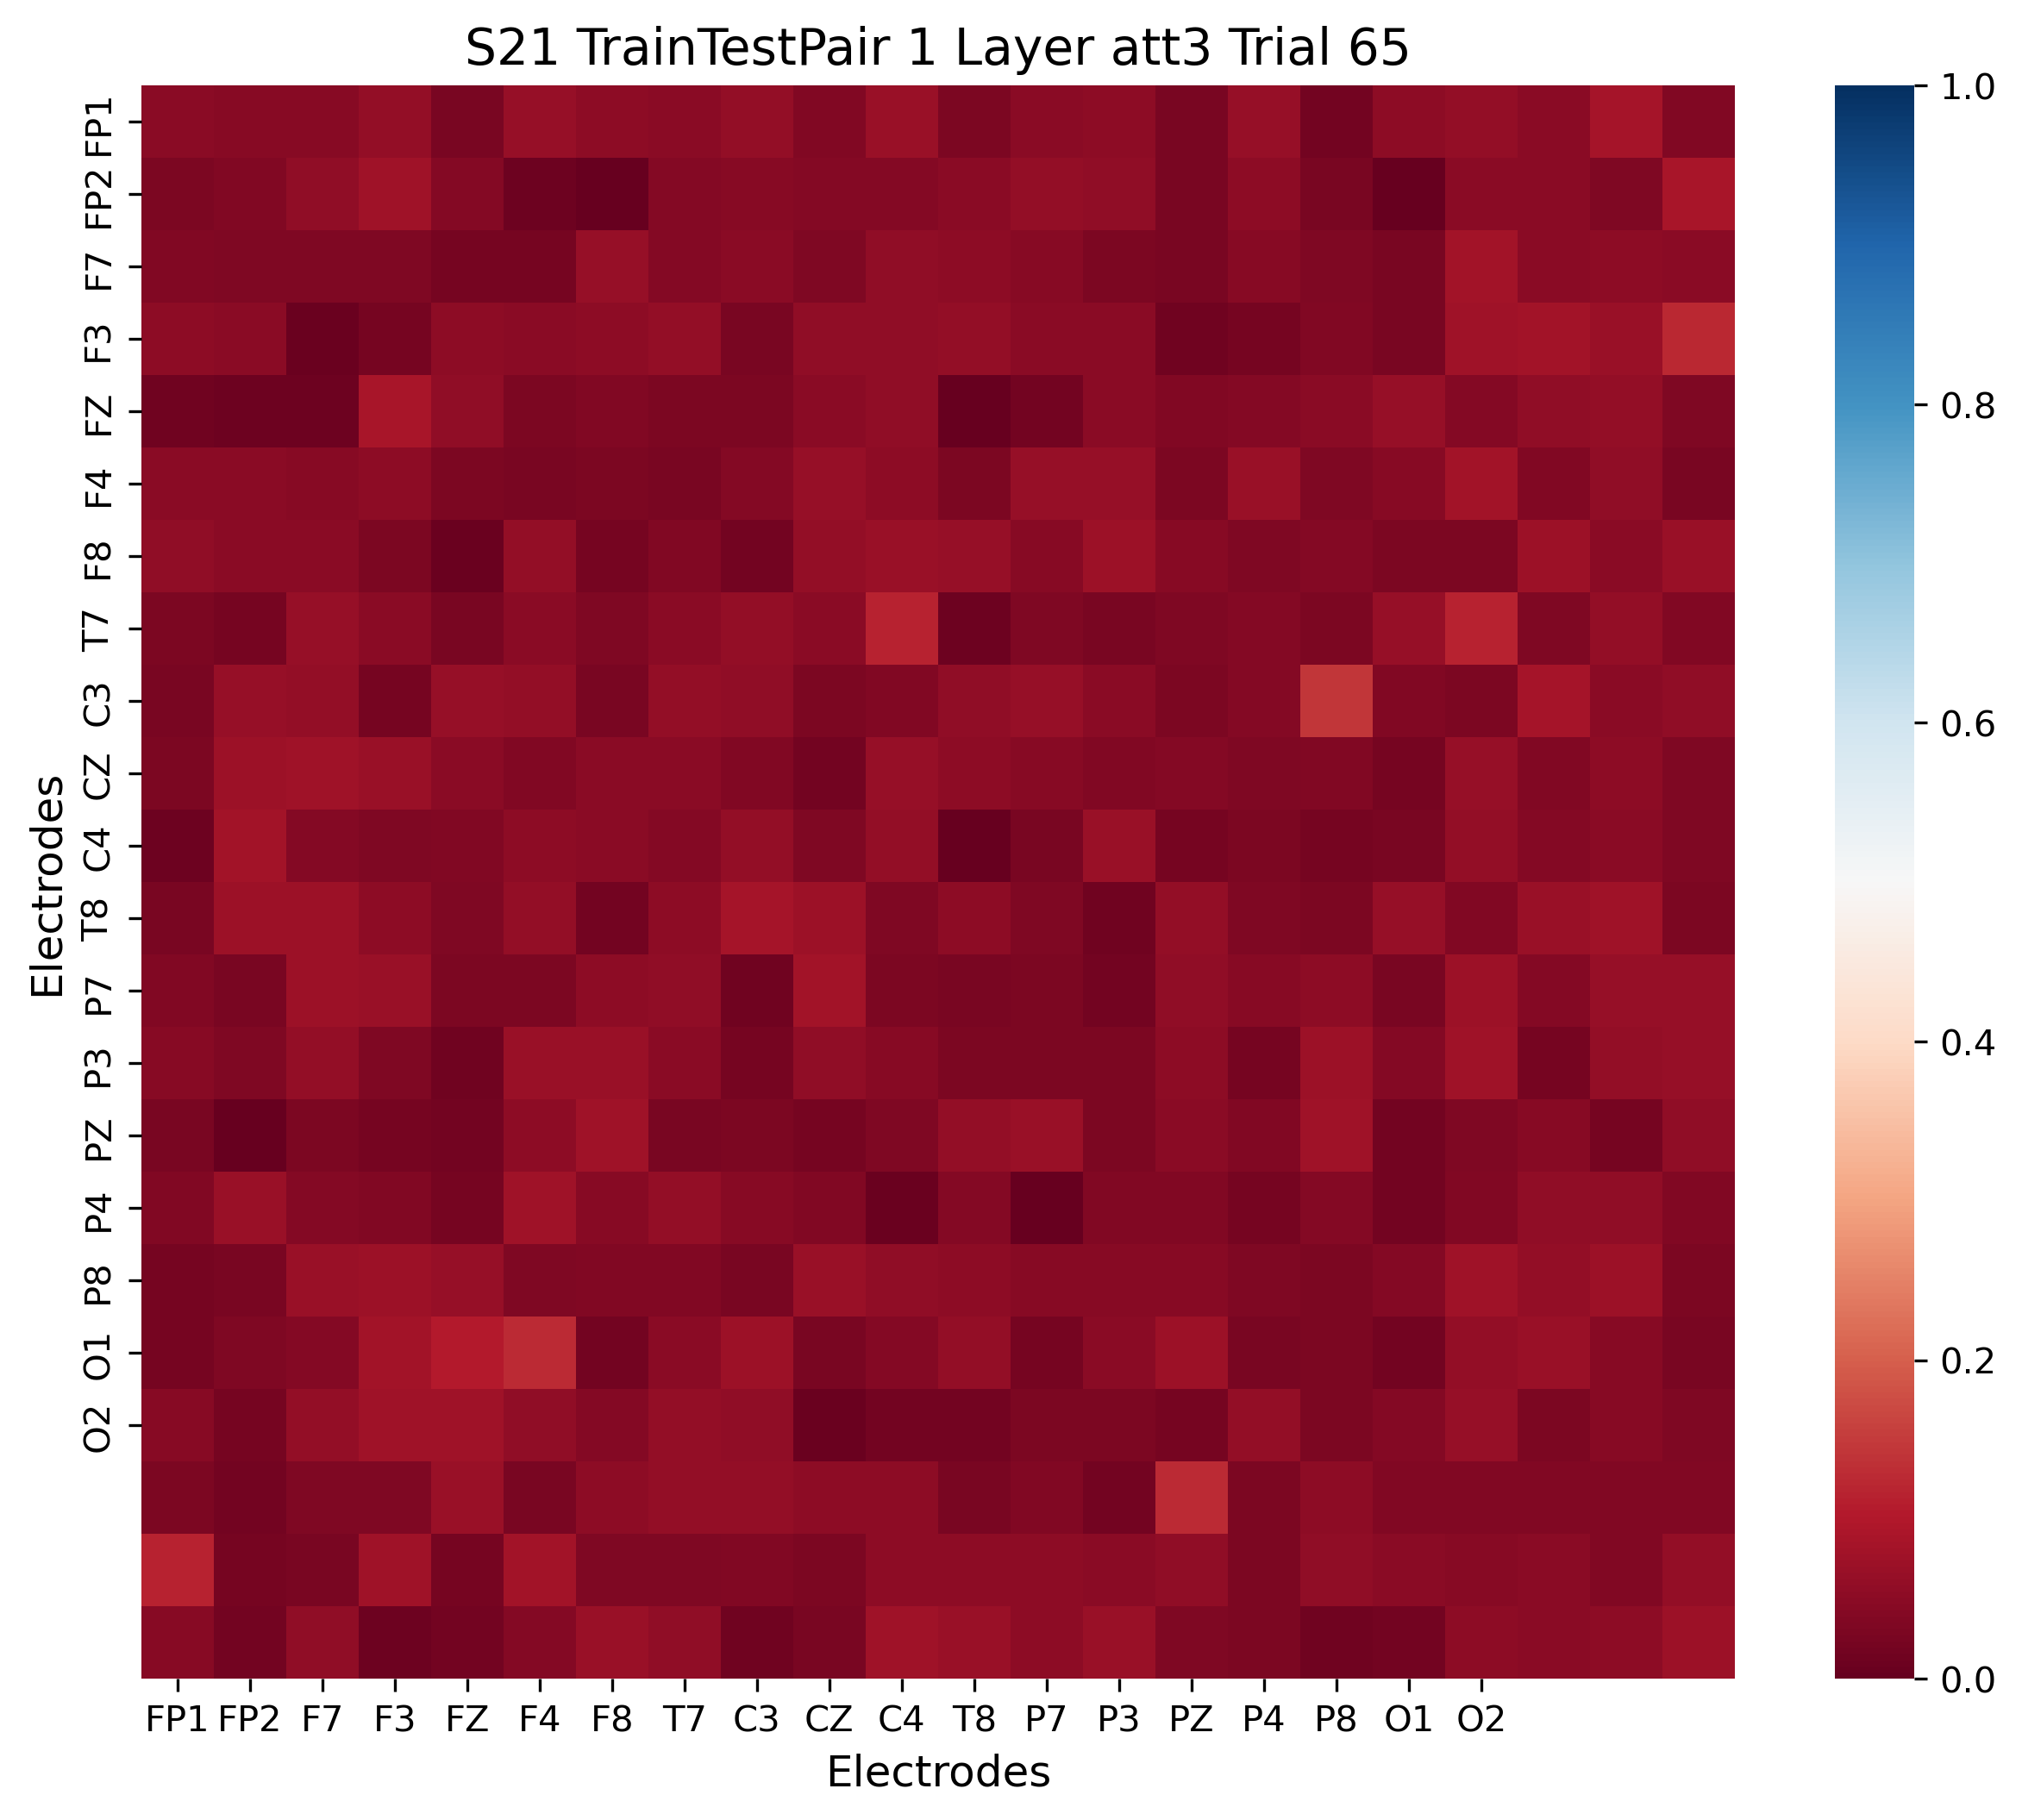 S21 TrainTestPair 1 Layer att3 Trial 65
Electrodes
FP1
FP2
F7
F3
FZ
F4
F8
T7
C3
CZ
C4
T8
P7
P3
PZ
P4
P8
O1
O2
FP1 FP2 F7 F3 FZ F4 F8 T7 C3 CZ C4 T8 P7 P3 PZ P4 P8 O1 O2
Electrodes
1.0
0.8
0.6
0.4
0.2
0.0